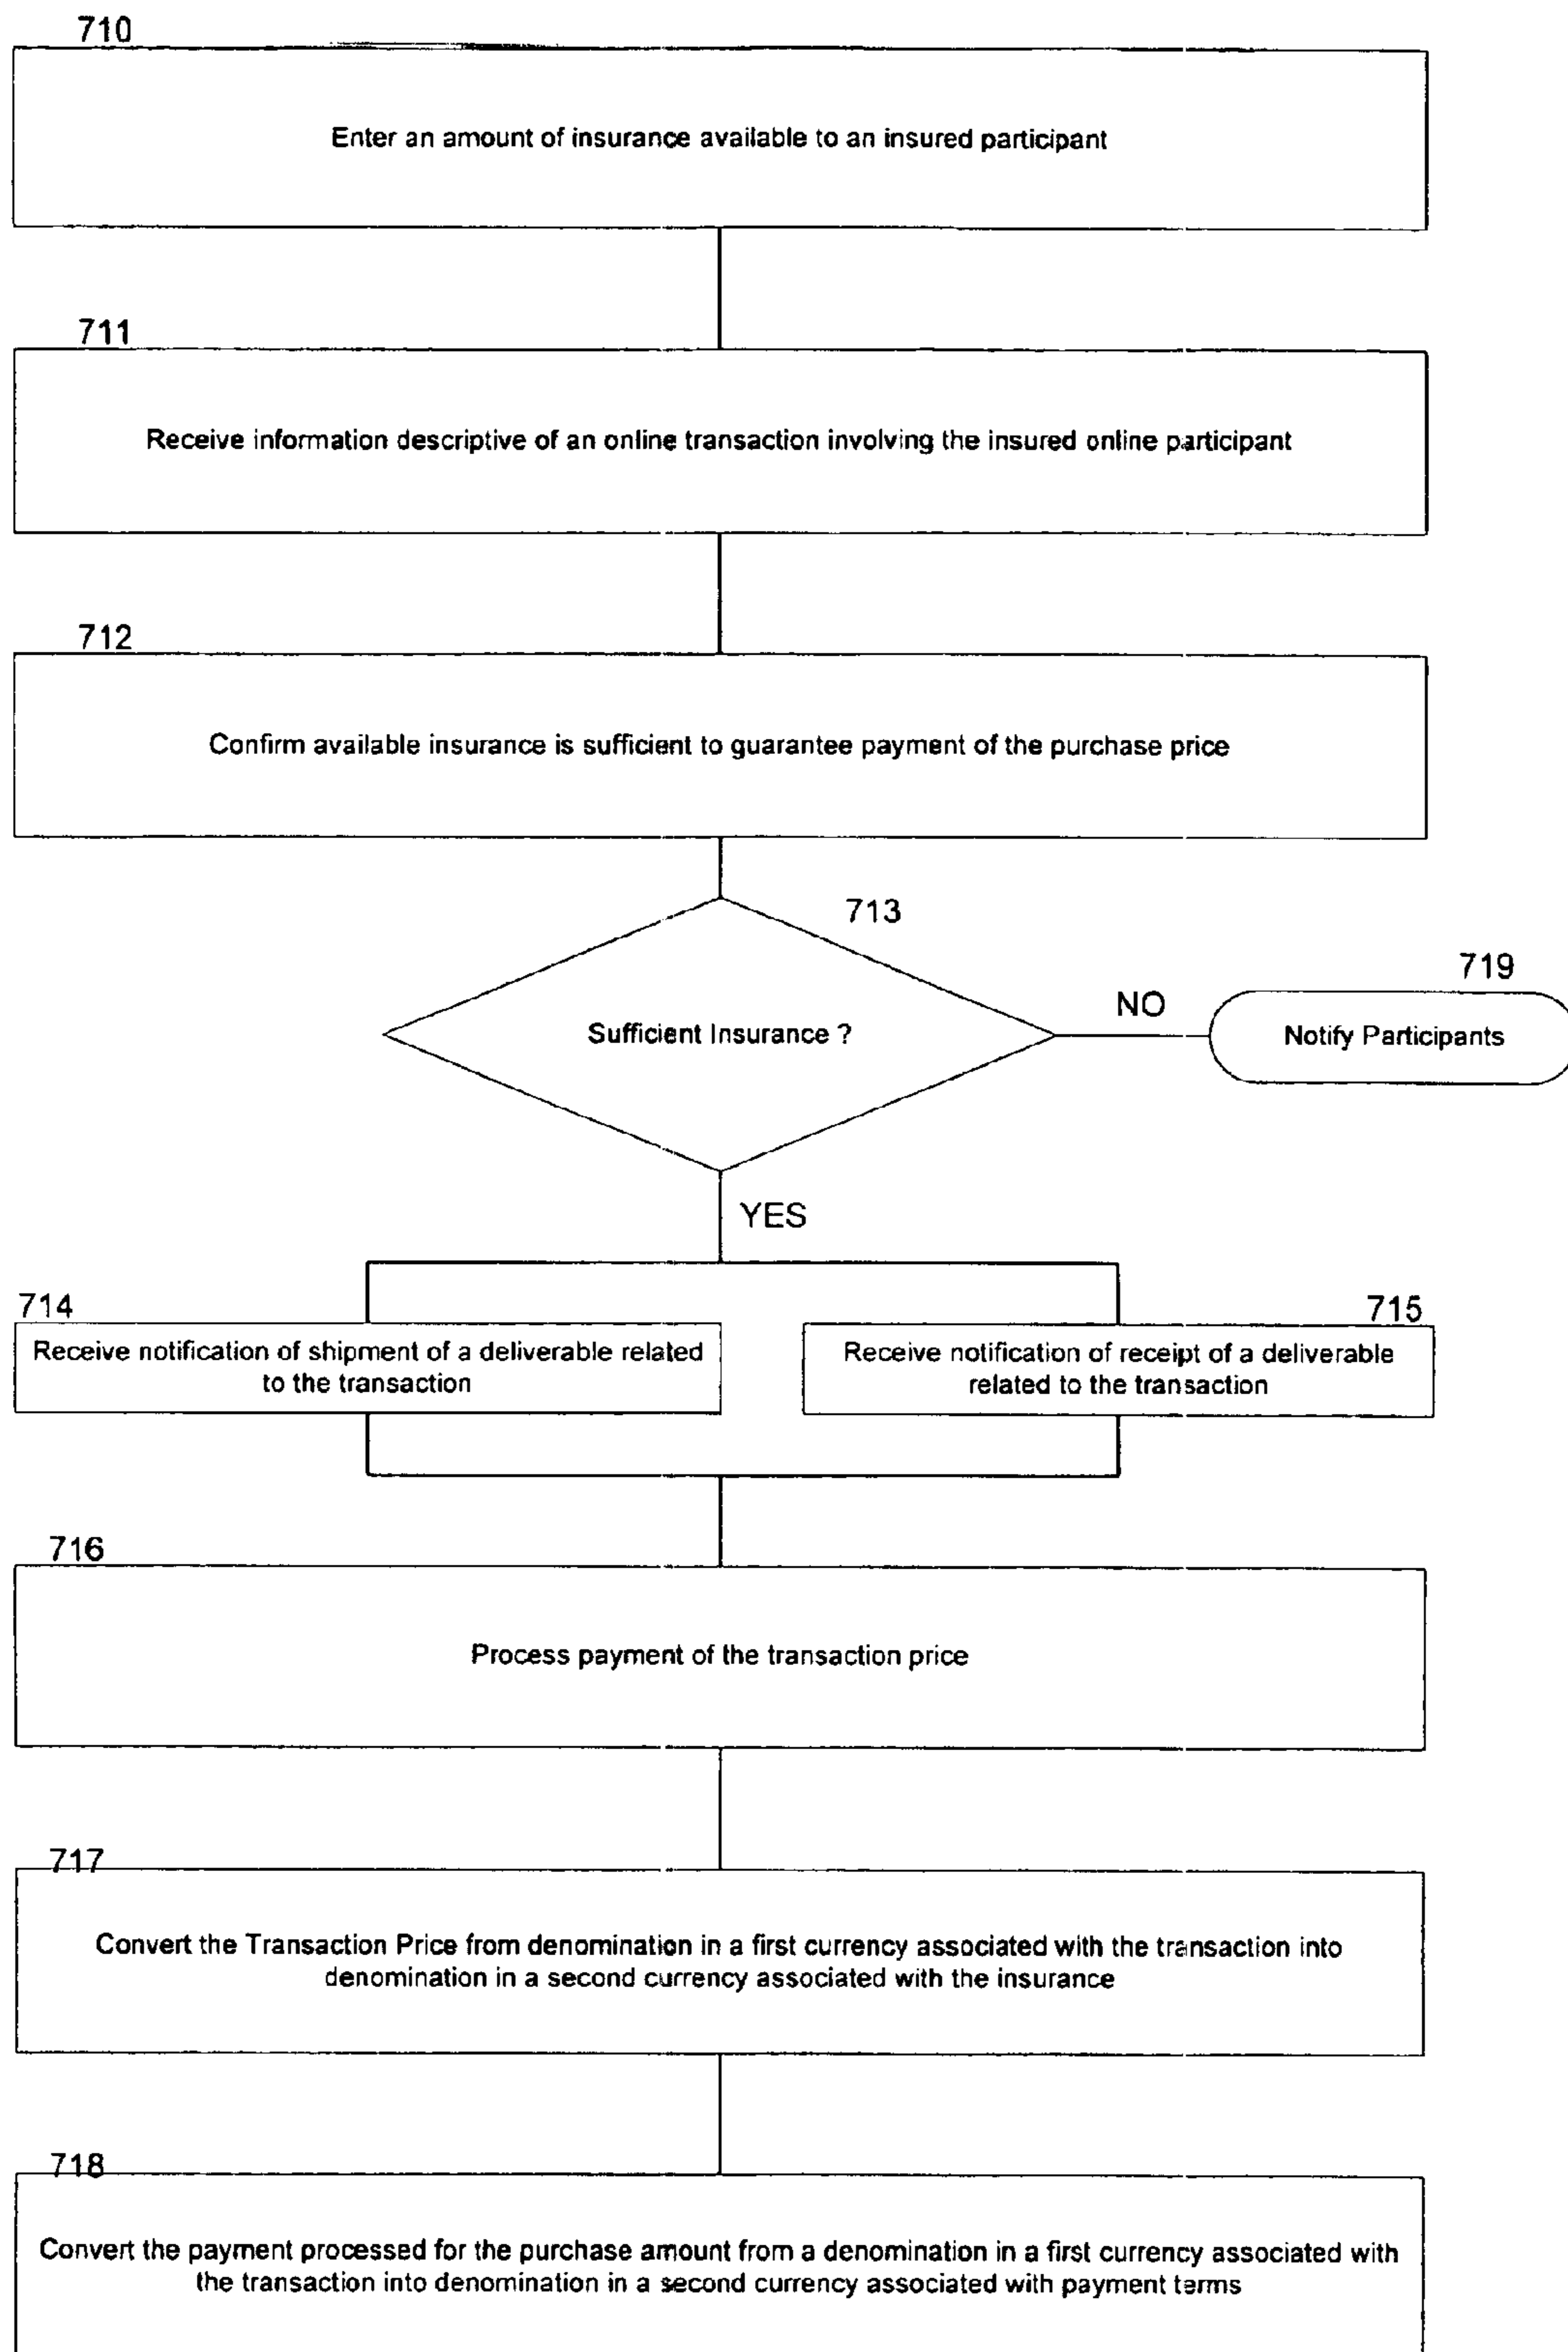 710
Enter an amount of insurance available to an insured participant
711
Receive information descriptive of an online transaction involving the insured online participant
712
Confirm available insurance is sufficient to guarantee payment of the purchase price
713
Sufficient Insurance ?
719
NO
Notify Participants
YES
714
Receive notification of shipment of a deliverable related
to the transaction
715
Receive notification of receipt of a deliverable
related to the transaction
716
Process payment of the transaction price
717
Convert the Transaction Price from denomination in a first currency associated with the transaction into
denomination in a second currency associated with the insurance
718
Convert the payment processed for the purchase amount from a denomination in a first currency associated with
the transaction into denomination in a second currency associated with payment terms